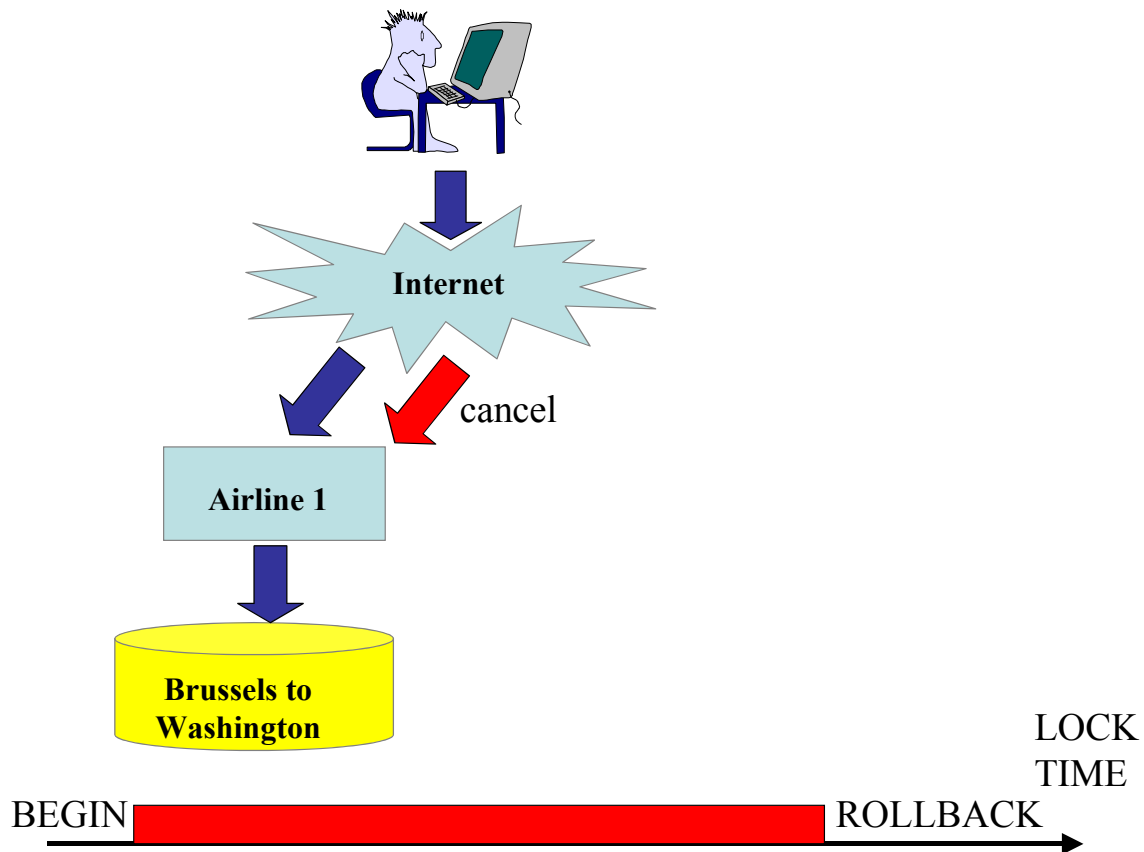 Internet
cancel
Airline 1
Brussels to
Washington
LOCK
TIME
BEGIN
ROLLBACK